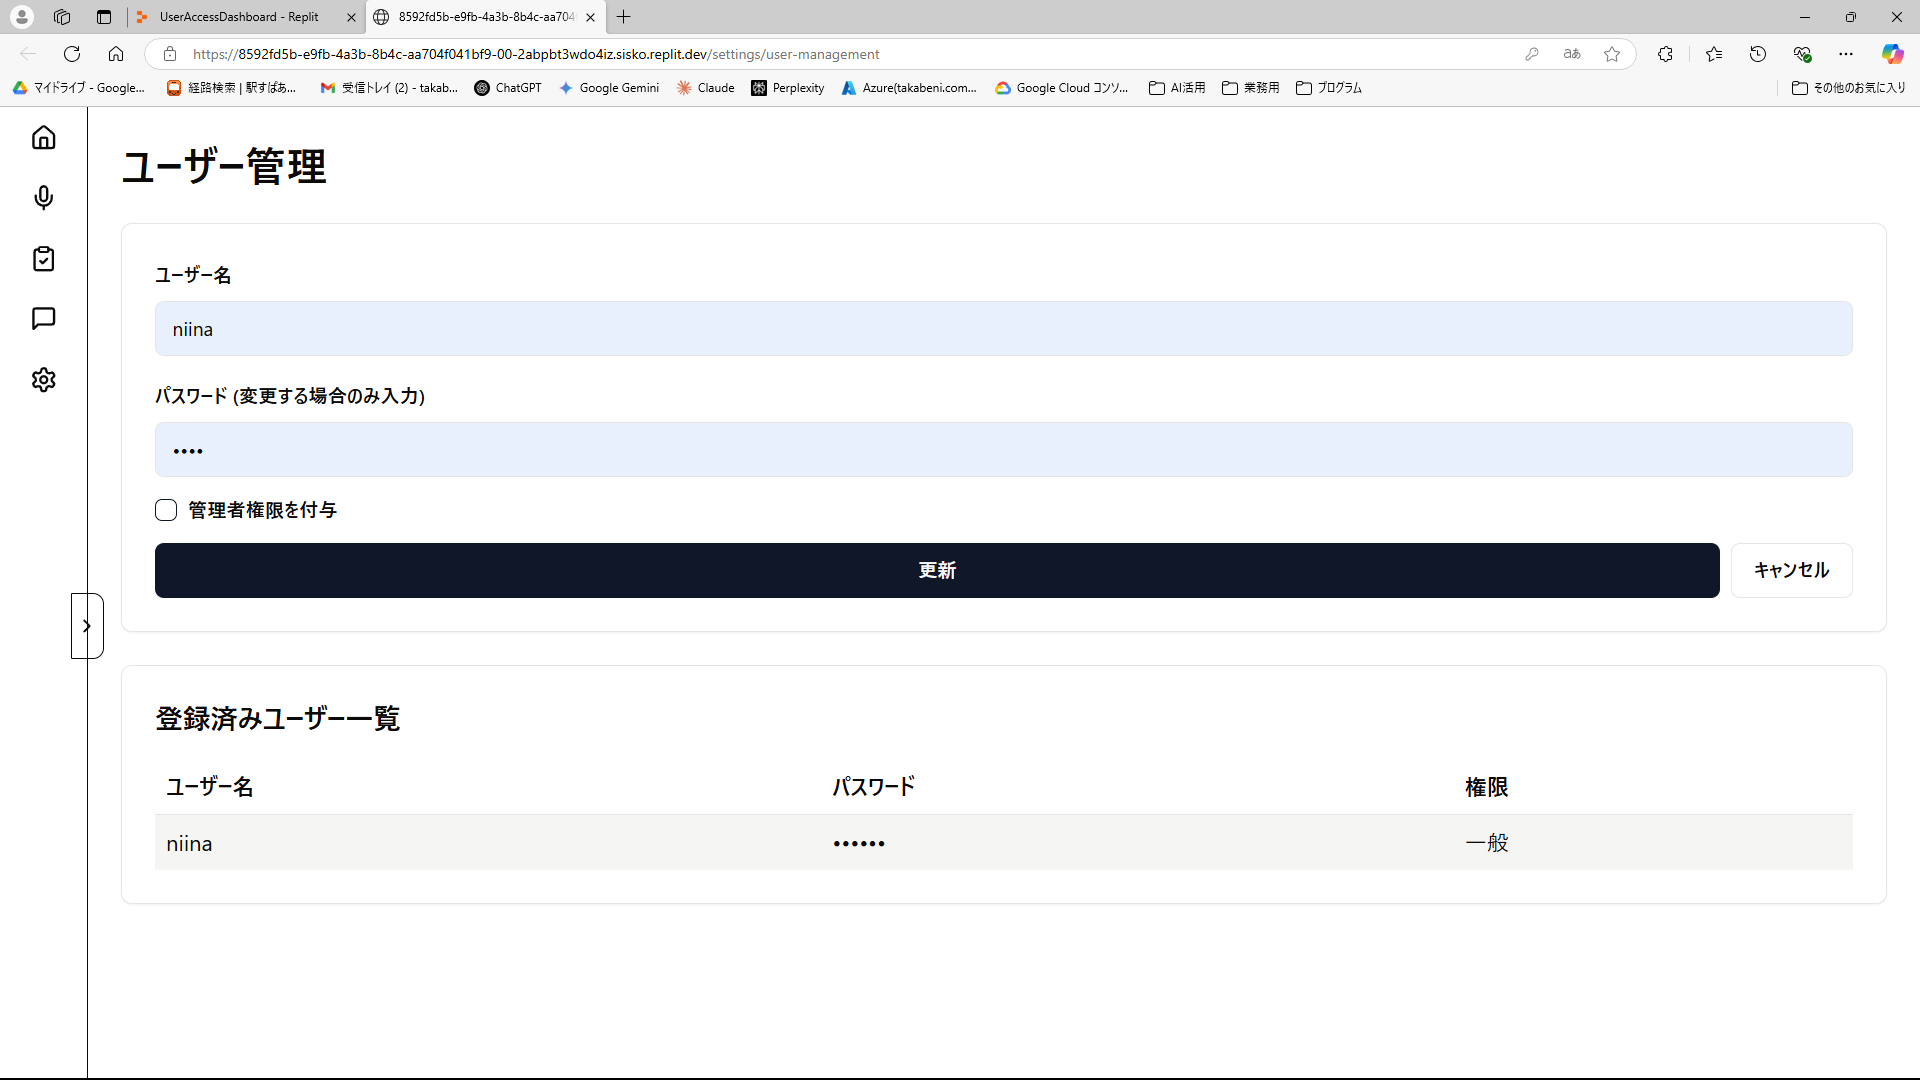 UserAccessDashboard - Replit
8592fd5b-e9fb-4a3b-8b4c-aa704
https://8592fd5b-e9fb-4a3b-8b4c-aa704f041bf9-00-2abpbt3wdo4iz.sisko.replit.dev/settings/user-management
aあ
マイドライブ - Google...
経路検索 | 駅すぱあ...
受信トレイ (2) - takab...
ChatGPT
Google Gemini
Claude
Perplexity
Azure(takabeni.com...
Google Cloud コンソ...
AI活用
業務用
プログラム
その他のお気に入り
ユーザー管理
ユーザー名
niina
パスワード (変更する場合のみ入力)
••••
管理者権限を付与
更新
キャンセル
登録済みユーザー一覧
ユーザー名 パスワード 権限
niina •••••• 一般